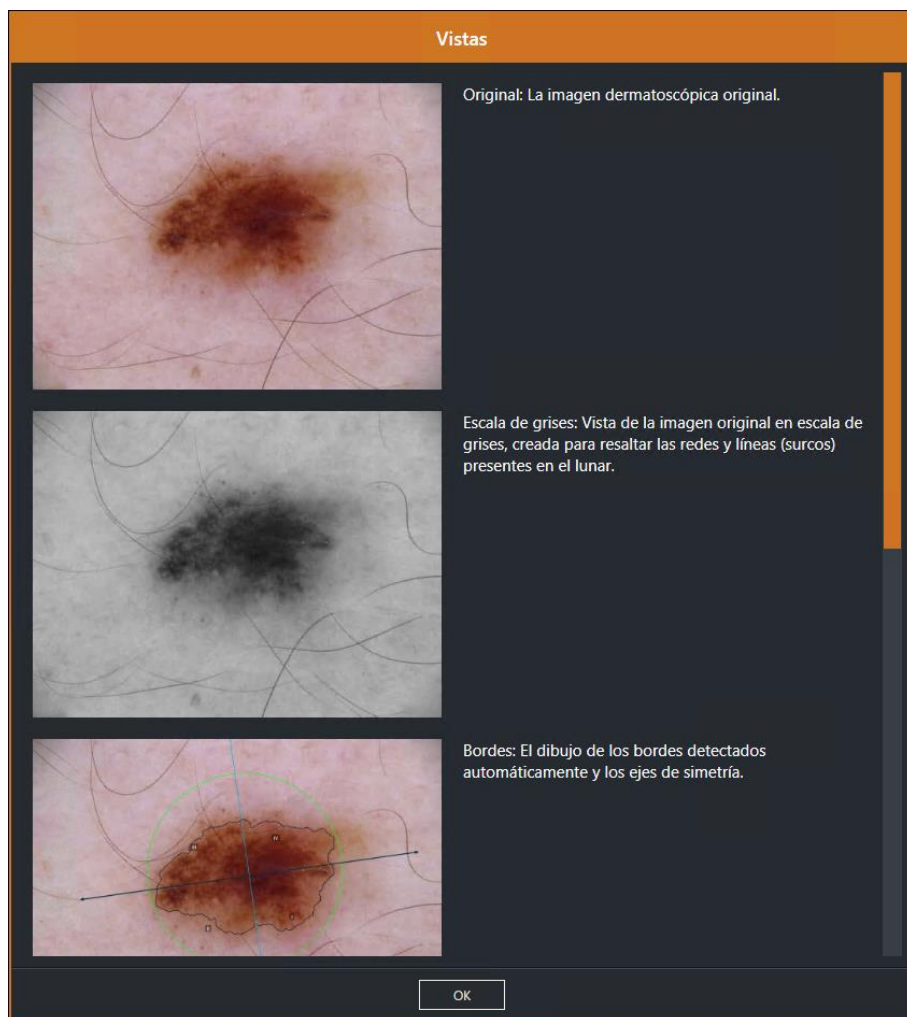 Vistas
Original: La imagen dermatoscópica original.
Escala de grises: Vista de la imagen original en escala de
grises, creada para resaltar las redes y líneas (surcos)
presentes en el lunar.
Bordes: El dibujo de los bordes detectados
automáticamente y los ejes de simetría.
OK